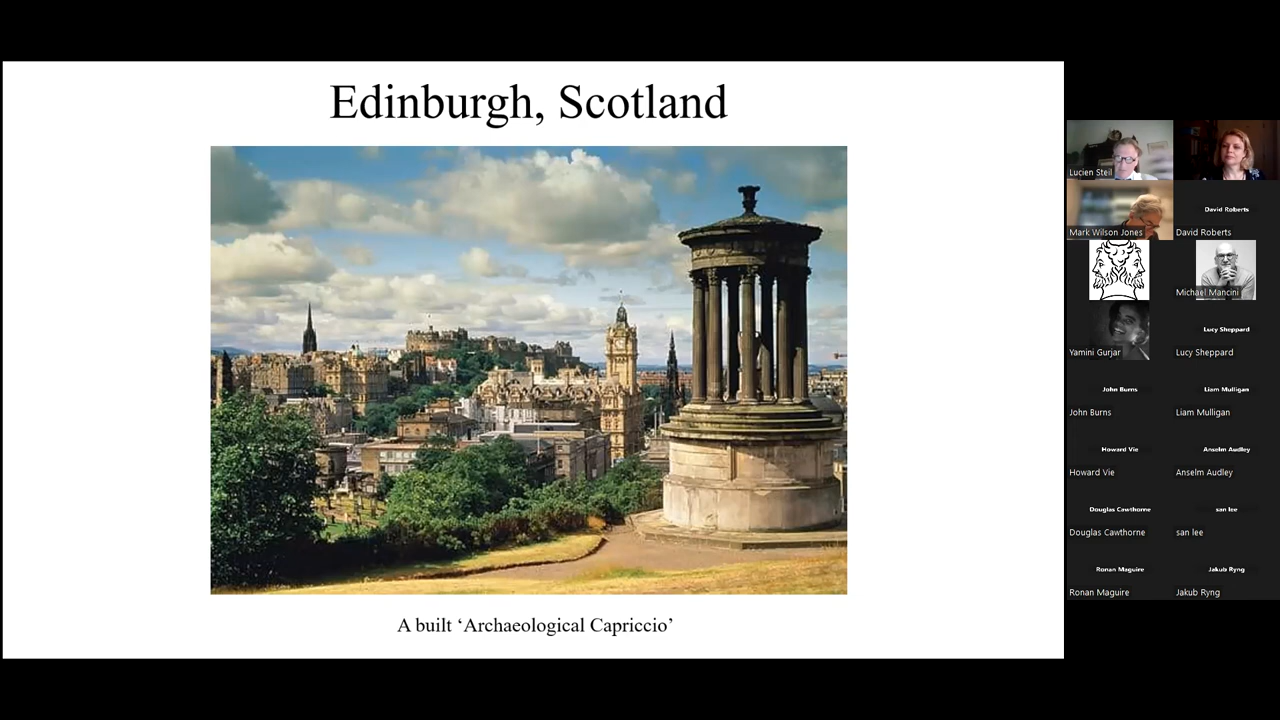 Edinburgh, Scotland
A built ‘Archaeological Capriccio’
Lucien Steil
Mark Wilson Jones
David Roberts
David Roberts
Michael Mancini
Yamini Gurjar
Lucy Sheppard
Lucy Sheppard
John Burns
John Burns
Liam Mulligan
Liam Mulligan
Howard Vie
Howard Vie
Anselm Audley
Anselm Audley
Douglas Cawthorne
Douglas Cawthorne
san lee
san lee
Ronan Maguire
Ronan Maguire
Jakub Ryng
Jakub Ryng